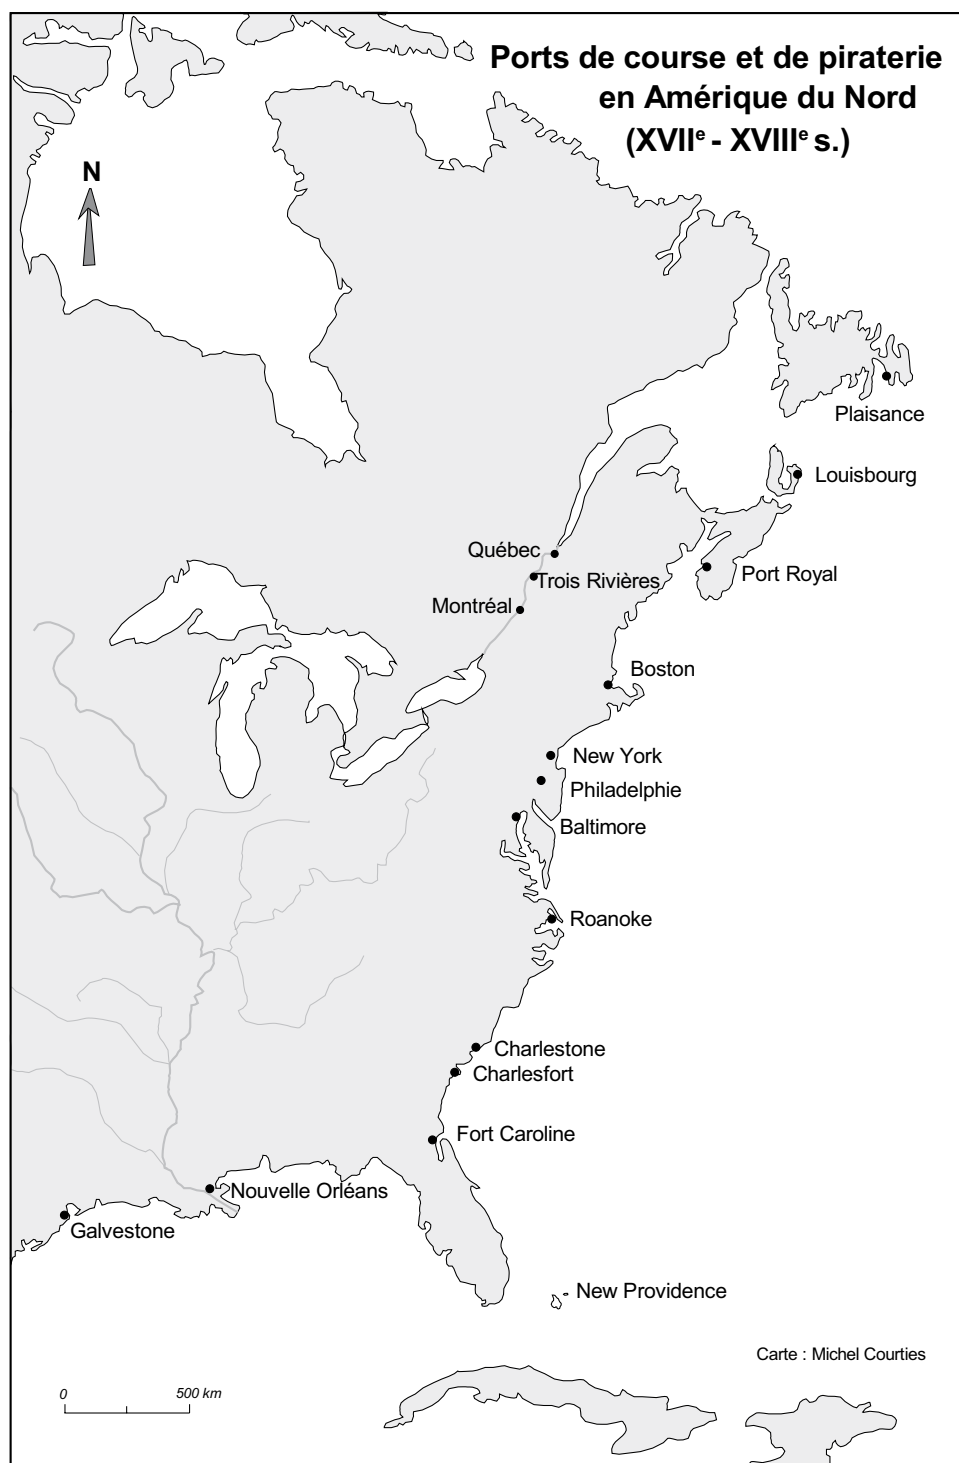 Ports de course et de piraterie
en Amérique du Nord
(XVIIe - XVIIIe s.)
N
Plaisance
Louisbourg
Québec
Trois Rivières
Port Royal
Montréal
Boston
New York
Philadelphie
Baltimore
Roanoke
Charlestone
Charlesfort
Fort Caroline
Nouvelle Orléans
Galvestone
New Providence
Carte : Michel Courties
0 500 km